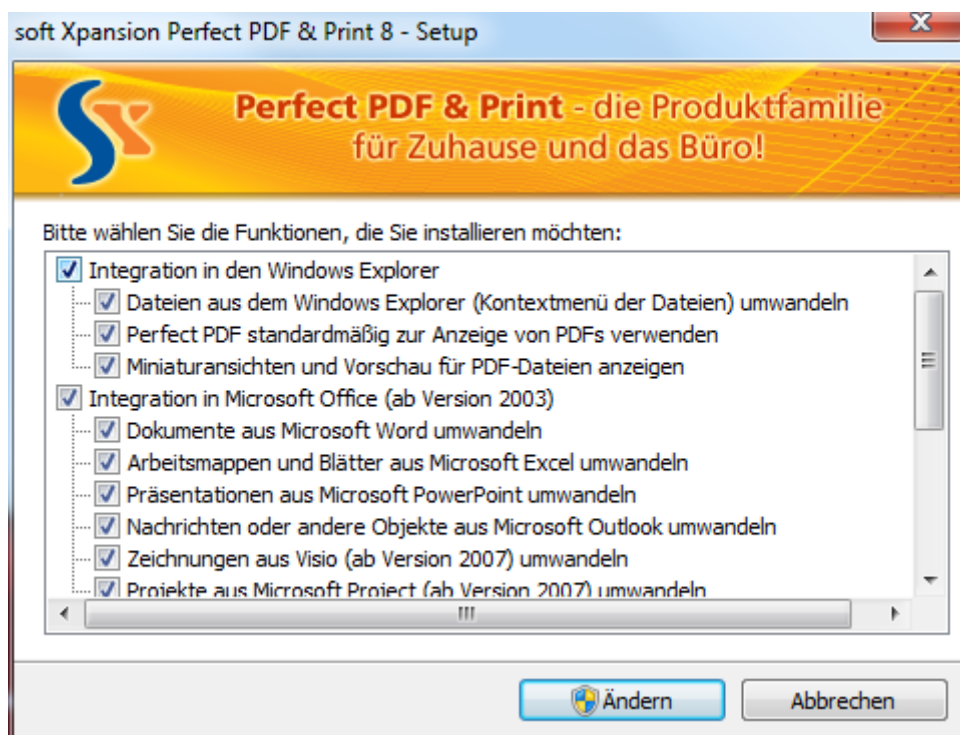 soft Xpansion Perfect PDF & Print 8 - Setup
Perfect PDF & Print - die Produktfamilie
für Zuhause und das Büro!
Bitte wählen Sie die Funktionen, die Sie installieren möchten:
Integration in den Windows Explorer
Dateien aus dem Windows Explorer (Kontextmenü der Dateien) umwandeln
Perfect PDF standardmäßig zur Anzeige von PDFs verwenden
Miniaturansichten und Vorschau für PDF-Dateien anzeigen
Integration in Microsoft Office (ab Version 2003)
Dokumente aus Microsoft Word umwandeln
Arbeitsmappen und Blätter aus Microsoft Excel umwandeln
Präsentationen aus Microsoft PowerPoint umwandeln
Nachrichten oder andere Objekte aus Microsoft Outlook umwandeln
Zeichnungen aus Visio (ab Version 2007) umwandeln
Projekte aus Microsoft Project (ab Version 2007) umwandeln
Ändern
Abbrechen